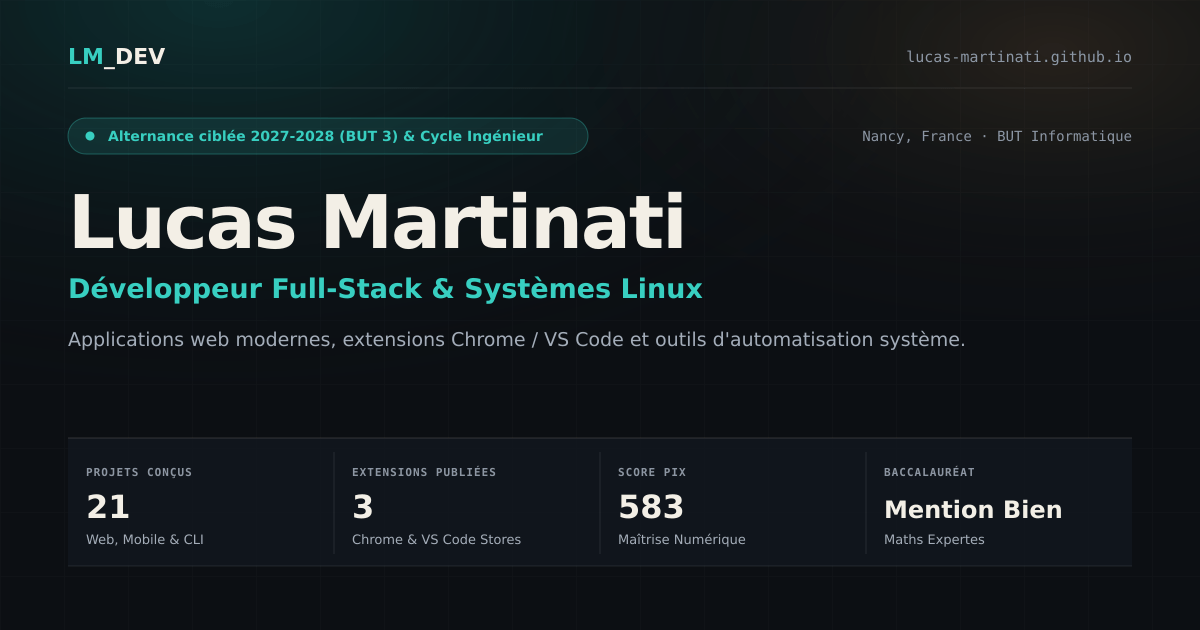 LM_DEV
lucas-martinati.github.io
Alternance ciblée 2027-2028 (BUT 3) & Cycle Ingénieur
Nancy, France · BUT Informatique
Lucas Martinati
Développeur Full-Stack & Systèmes Linux
Applications web modernes, extensions Chrome / VS Code et outils d'automatisation système.
PROJETS CONÇUS
21
Web, Mobile & CLI
EXTENSIONS PUBLIÉES
3
Chrome & VS Code Stores
SCORE PIX
583
Maîtrise Numérique
BACCALAURÉAT
Mention Bien
Maths Expertes